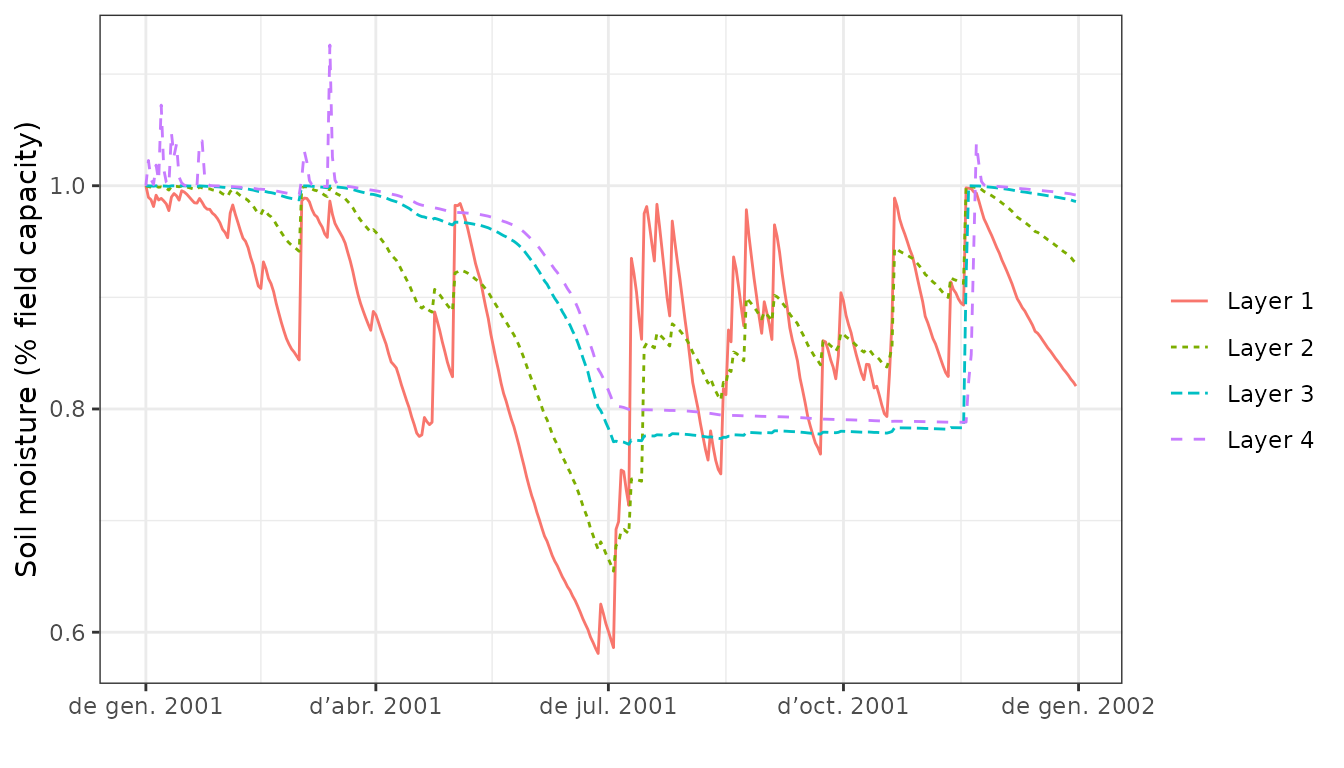 Soil moisture (% field capacity)
1.0
0.8
0.6
de gen. 2001
d’abr. 2001
de jul. 2001
d’oct. 2001
de gen. 2002
Layer 1
Layer 2
Layer 3
Layer 4